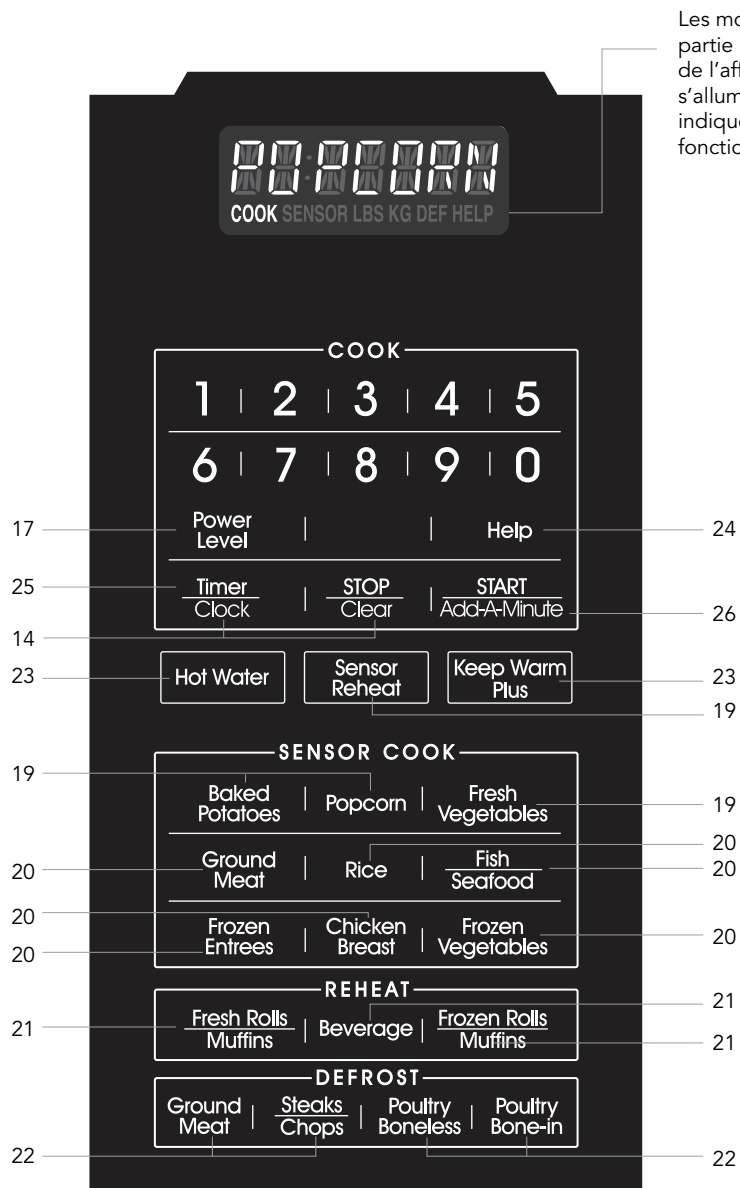 Les mo
partie
de l'aff
s'allum
indique
fonctio
POPCORN
COOK SENSOR LBS KG DEF HELP
COOK
1 2 3 4 5
6 7 8 9 0
17 Power Level Help 24
25 Timer Clock STOP Clear START Add-A-Minute 26
14
23 Hot Water Sensor Reheat Keep Warm Plus 23
19
SENSOR COOK
19 Baked Potatoes Popcorn Fresh Vegetables 19
20
20 Ground Meat Rice Fish Seafood 20
20
20 Frozen Entrees Chicken Breast Frozen Vegetables 20
REHEAT
21
21 Fresh Rolls Muffins Beverage Frozen Rolls Muffins 21
DEFROST
Ground Meat Steaks Chops Poultry Boneless Poultry Bone-in
22 22